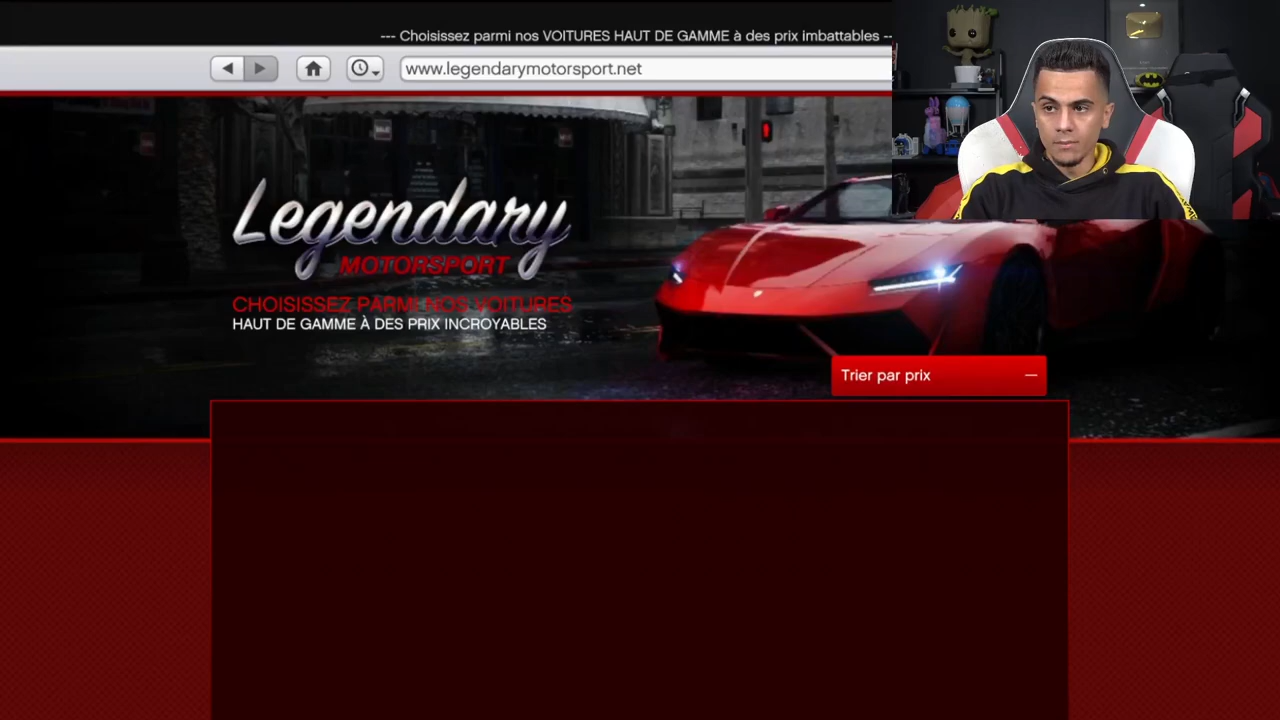 --- Choisissez parmi nos VOITURES HAUT DE GAMME à des prix imbattables --
www.legendarymotorsport.net
Legendary
MOTORSPORT
CHOISISSEZ PARMI NOS VOITURES
HAUT DE GAMME À DES PRIX INCROYABLES
Trier par prix